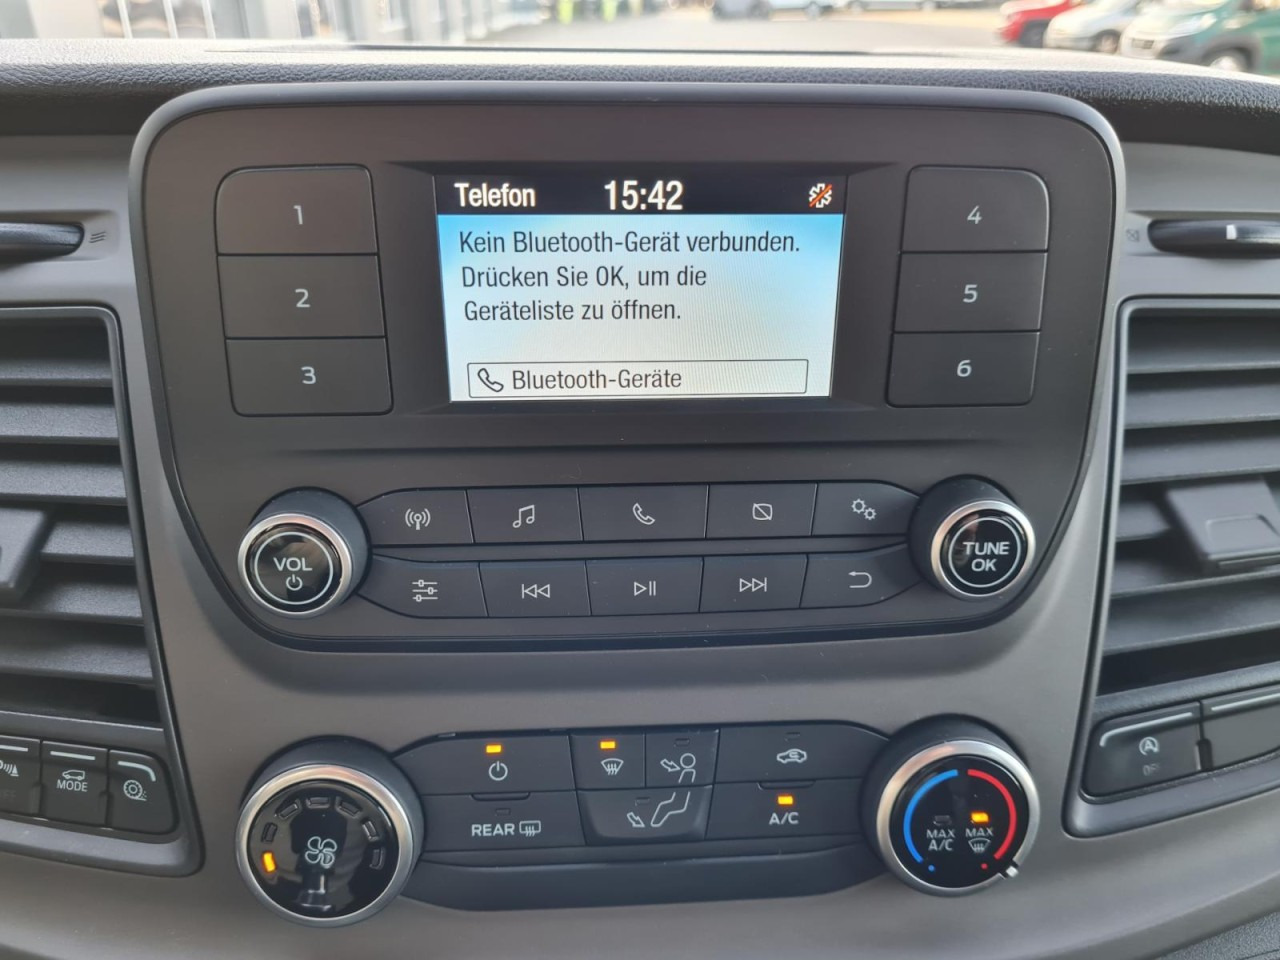 Telefon 15:42
Kein Bluetooth-Gerät verbunden.
Drücken Sie OK, um die
Geräteliste zu öffnen.
Bluetooth-Geräte
1
2
3
4
5
6
VOL
TUNE
OK
MODE
REAR
A/C
MAX
A/C
MAX
A